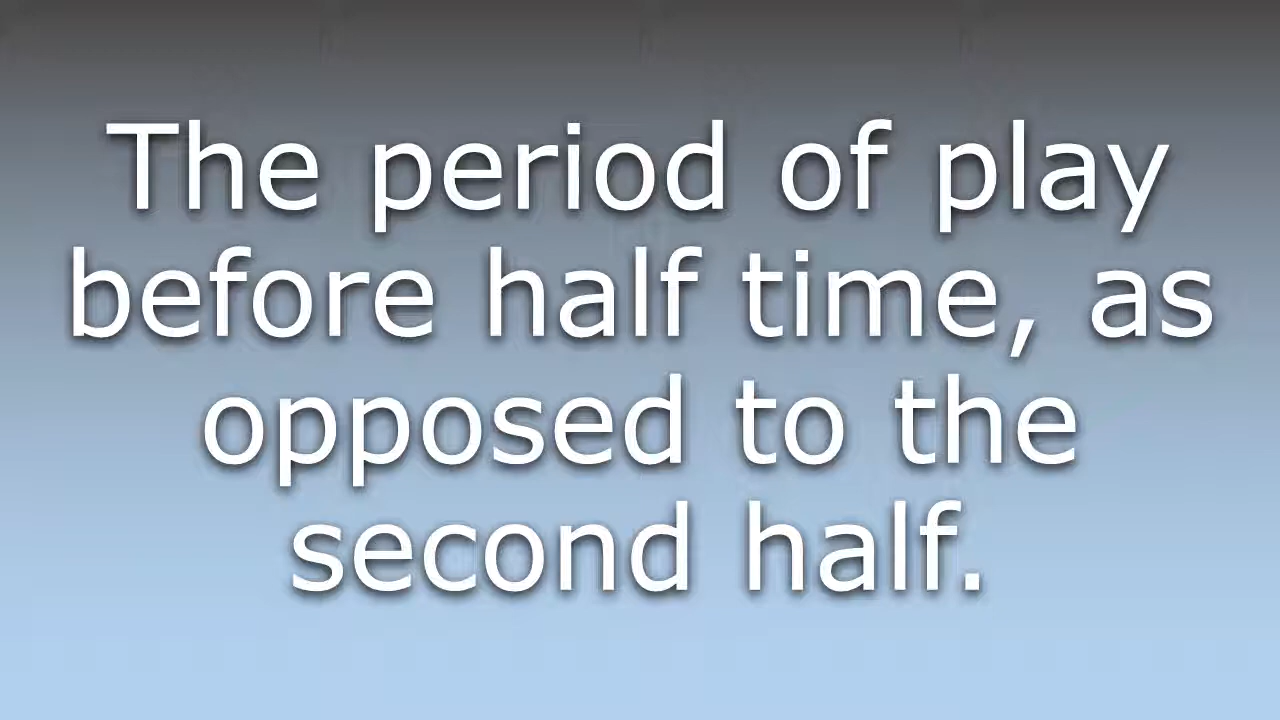 The period of play
before half time, as
opposed to the
second half.